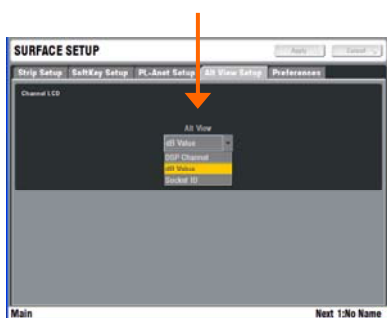 SURFACE SETUP
Apply
Cancel
Strip Setup SoftKey Setup PL-Anet Setup Alt View Setup Preferences
Channel LCD
Alt View
dB Value
DSP Channel
dB Value
Socket ID
Main Next 1:No Name